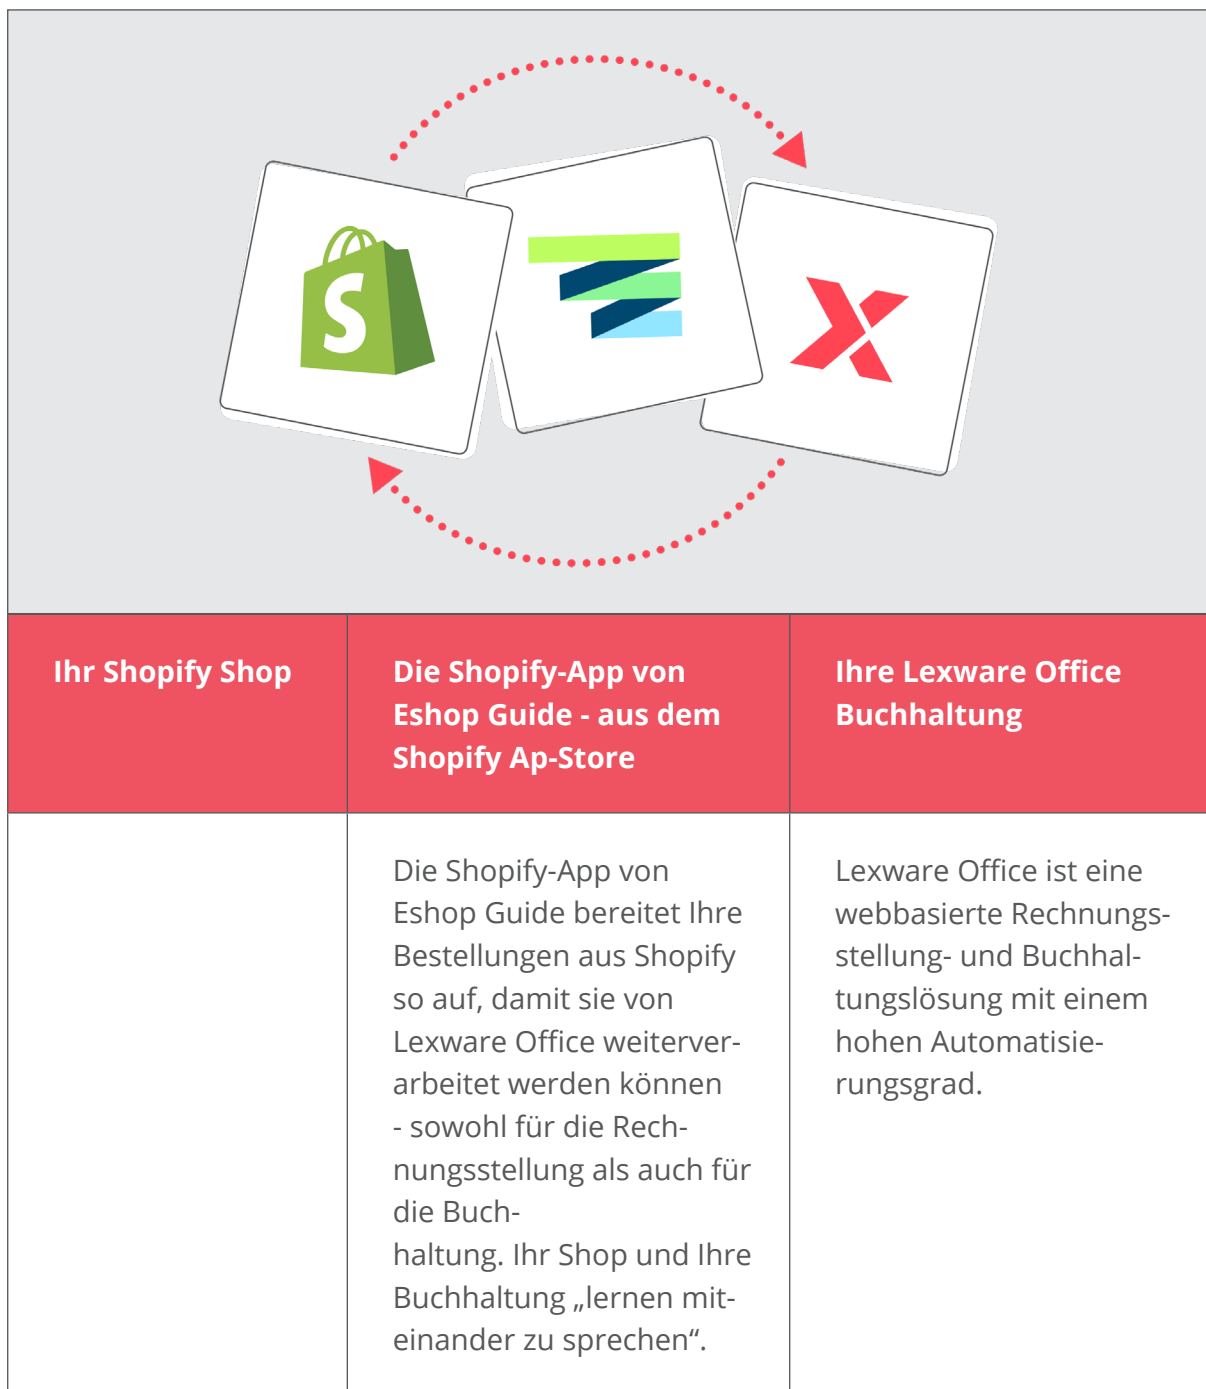 S
Ihr Shopify Shop
Die Shopify-App von
Eshop Guide - aus dem
Shopify Ap-Store
Ihre Lexware Office
Buchhaltung
Die Shopify-App von
Eshop Guide bereitet Ihre
Bestellungen aus Shopify
so auf, damit sie von
Lexware Office weiterver-
arbeitet werden können
- sowohl für die Rech-
nungsstellung als auch für
die Buch-
haltung. Ihr Shop und Ihre
Buchhaltung „lernen mit-
einander zu sprechen“.
Lexware Office ist eine
webbasierte Rechnungs-
stellung- und Buchhal-
tungslösung mit einem
hohen Automatisie-
rungsgrad.